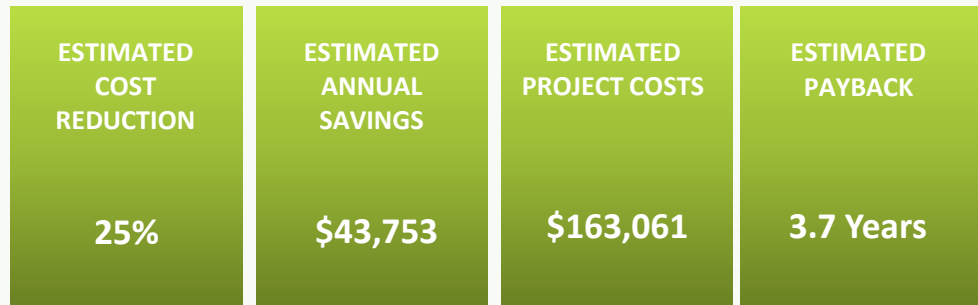 ESTIMATED
COST
REDUCTION
25%
ESTIMATED
ANNUAL
SAVINGS
$43,753
ESTIMATED
PROJECT COSTS
$163,061
ESTIMATED
PAYBACK
3.7 Years